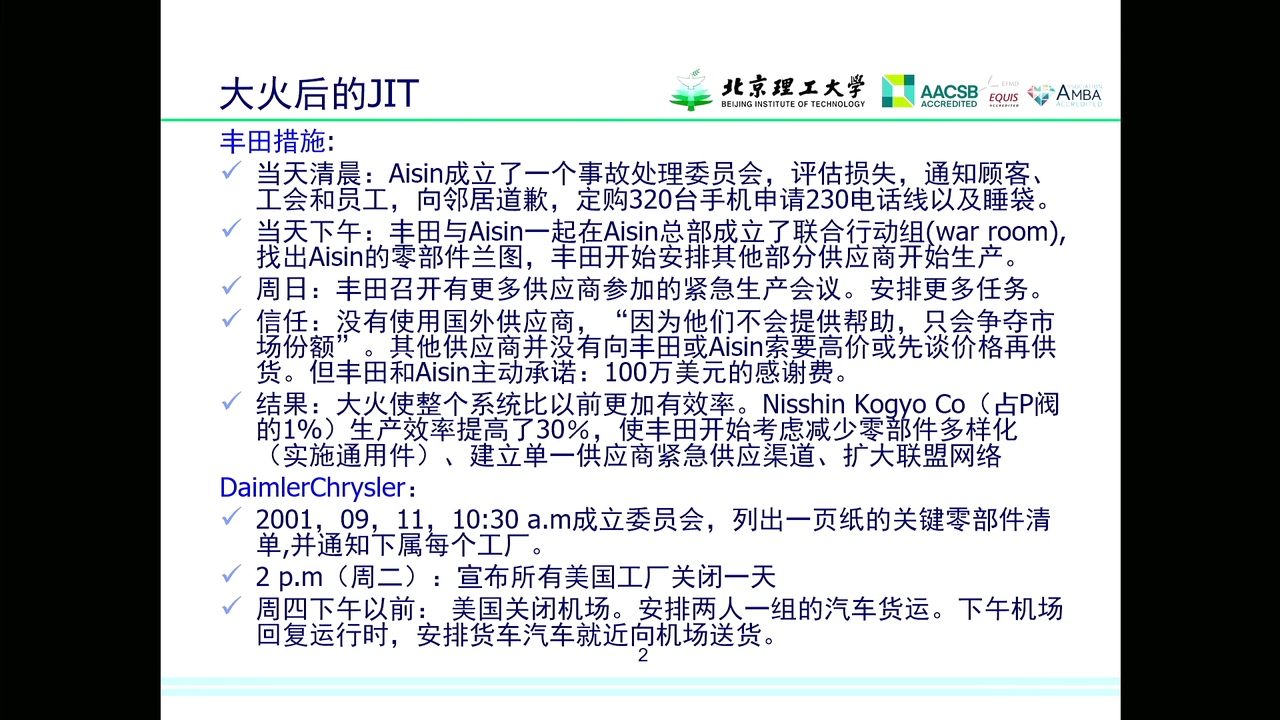 大火后的JIT
北京理工大学
BEIJING INSTITUTE OF TECHNOLOGY
AACSB
ACCREDITED
EFMD
EQUIS
ACCREDITED
AMBA
ACCREDITED
丰田措施:
当天清晨：Aisin成立了一个事故处理委员会，评估损失，通知顾客、
工会和员工，向邻居道歉，定购320台手机申请230电话线以及睡袋。
当天下午：丰田与Aisin一起在Aisin总部成立了联合行动组(war room),
找出Aisin的零部件兰图，丰田开始安排其他部分供应商开始生产。
周日：丰田召开有更多供应商参加的紧急生产会议。安排更多任务。
信任：没有使用国外供应商，“因为他们不会提供帮助，只会争夺市
场份额”。其他供应商并没有向丰田或Aisin索要高价或先谈价格再供
货。但丰田和Aisin主动承诺：100万美元的感谢费。
结果：大火使整个系统比以前更加有效率。Nisshin Kogyo Co（占P阀
的1%）生产效率提高了30％，使丰田开始考虑减少零部件多样化
（实施通用件）、建立单一供应商紧急供应渠道、扩大联盟网络
DaimlerChrysler：
2001，09，11，10:30 a.m成立委员会，列出一页纸的关键零部件清
单,并通知下属每个工厂。
2 p.m（周二）：宣布所有美国工厂关闭一天
周四下午以前： 美国关闭机场。安排两人一组的汽车货运。下午机场
回复运行时，安排货车汽车就近向机场送货。
2